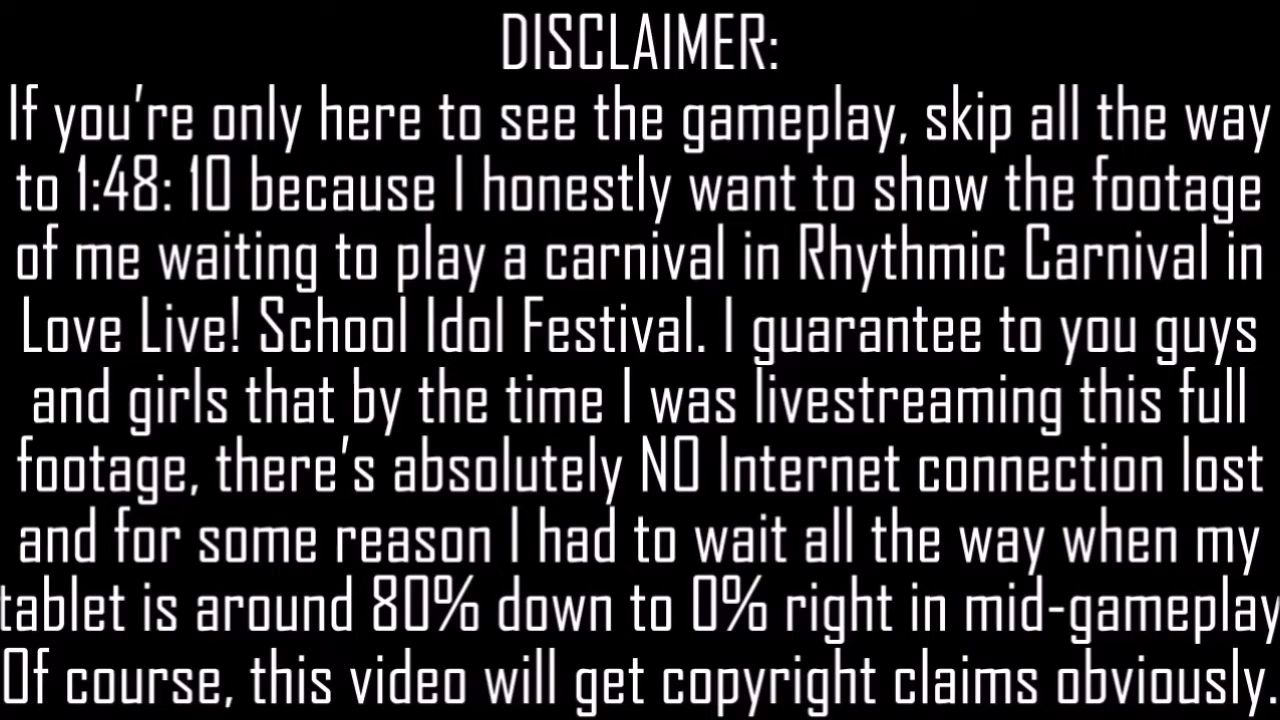 DISCLAIMER:
If you’re only here to see the gameplay, skip all the way
to 1:48: 10 because I honestly want to show the footage
of me waiting to play a carnival in Rhythmic Carnival in
Love Live! School Idol Festival. I guarantee to you guys
and girls that by the time I was livestreaming this full
footage, there’s absolutely NO Internet connection lost
and for some reason I had to wait all the way when my
tablet is around 80% down to 0% right in mid-gameplay
Of course, this video will get copyright claims obviously.